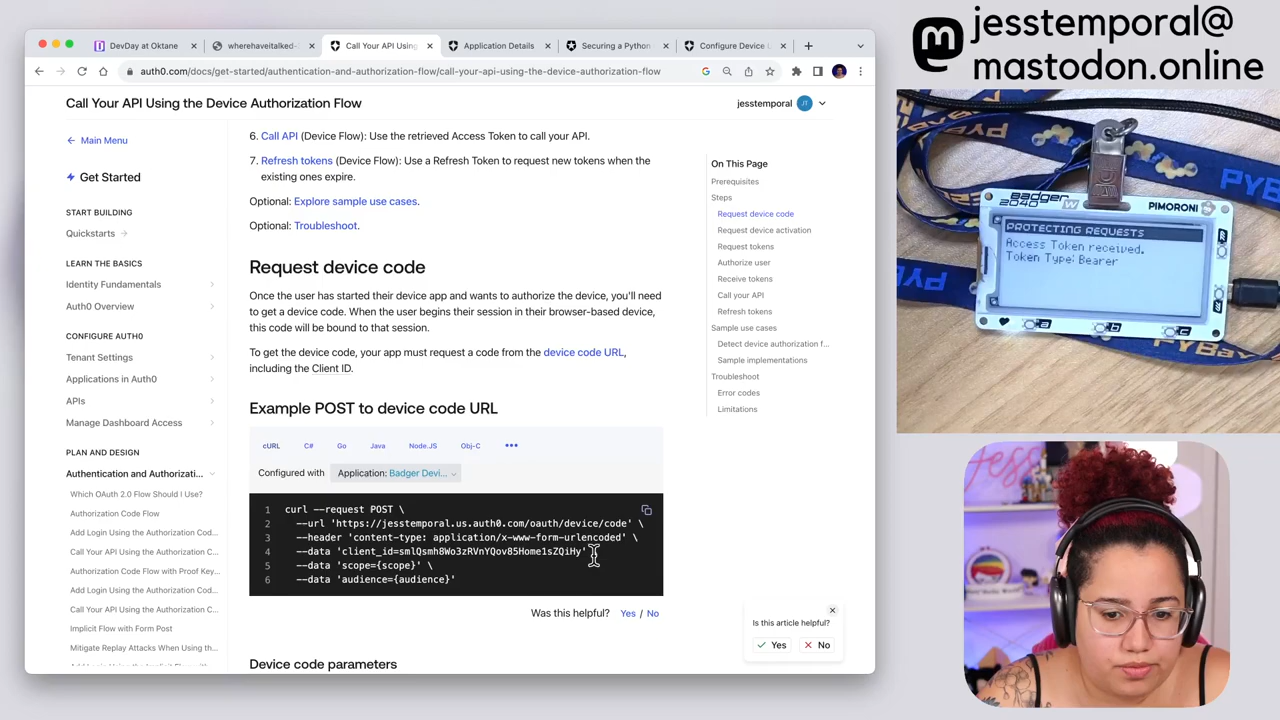 jesstemporal@
mastodon.online
DevDay at Oktane
wherehaveitalked-
Call Your API Using
Application Details
Securing a Python
Configure Device U
auth0.com/docs/get-started/authentication-and-authorization-flow/call-your-api-using-the-device-authorization-flow
Call Your API Using the Device Authorization Flow
jesstemporal
JT
Main Menu
Get Started
START BUILDING
Quickstarts
LEARN THE BASICS
Identity Fundamentals
Auth0 Overview
CONFIGURE AUTH0
Tenant Settings
Applications in Auth0
APIs
Manage Dashboard Access
PLAN AND DESIGN
Authentication and Authorizati...
Which OAuth 2.0 Flow Should I Use?
Authorization Code Flow
Add Login Using the Authorization Cod...
Call Your API Using the Authorization C...
Authorization Code Flow with Proof Key...
Add Login Using the Authorization Cod...
Call Your API Using the Authorization C...
Implicit Flow with Form Post
Mitigate Replay Attacks When Using th...
6. Call API (Device Flow): Use the retrieved Access Token to call your API.
7. Refresh tokens (Device Flow): Use a Refresh Token to request new tokens when the
existing ones expire.
Optional: Explore sample use cases.
Optional: Troubleshoot.
Request device code
Once the user has started their device app and wants to authorize the device, you'll need
to get a device code. When the user begins their session in their browser-based device,
this code will be bound to that session.
To get the device code, your app must request a code from the device code URL,
including the Client ID.
Example POST to device code URL
cURL C# Go Java Node.JS Obj-C •••
Configured with Application: Badger Devi...
1 curl --request POST \
2 --url 'https://jesstemporal.us.auth0.com/oauth/device/code' \
3 --header 'content-type: application/x-www-form-urlencoded' \
4 --data 'client_id=smlQsmh8Wo3zRVnYQov85Home1sZQiHy'
5 --data 'scope={scope}' \
6 --data 'audience={audience}'
Was this helpful? Yes / No
Device code parameters
On This Page
Prerequisites
Steps
Request device code
Request device activation
Request tokens
Authorize user
Receive tokens
Call your API
Refresh tokens
Sample use cases
Detect device authorization f...
Sample implementations
Troubleshoot
Error codes
Limitations
Is this article helpful?
Yes
No
badger
2040 W
PIMORONI
PROTECTING REQUESTS
Access Token received.
Token Type: Bearer
a
b
c